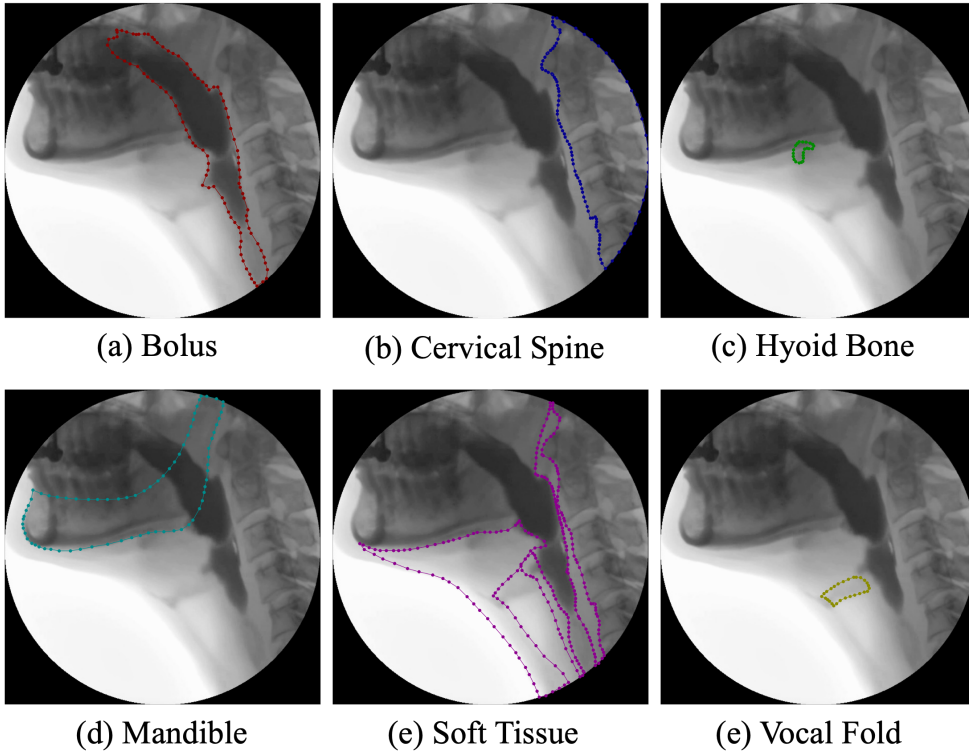 (a) Bolus
(b) Cervical Spine
(c) Hyoid Bone
(d) Mandible
(e) Soft Tissue
(e) Vocal Fold